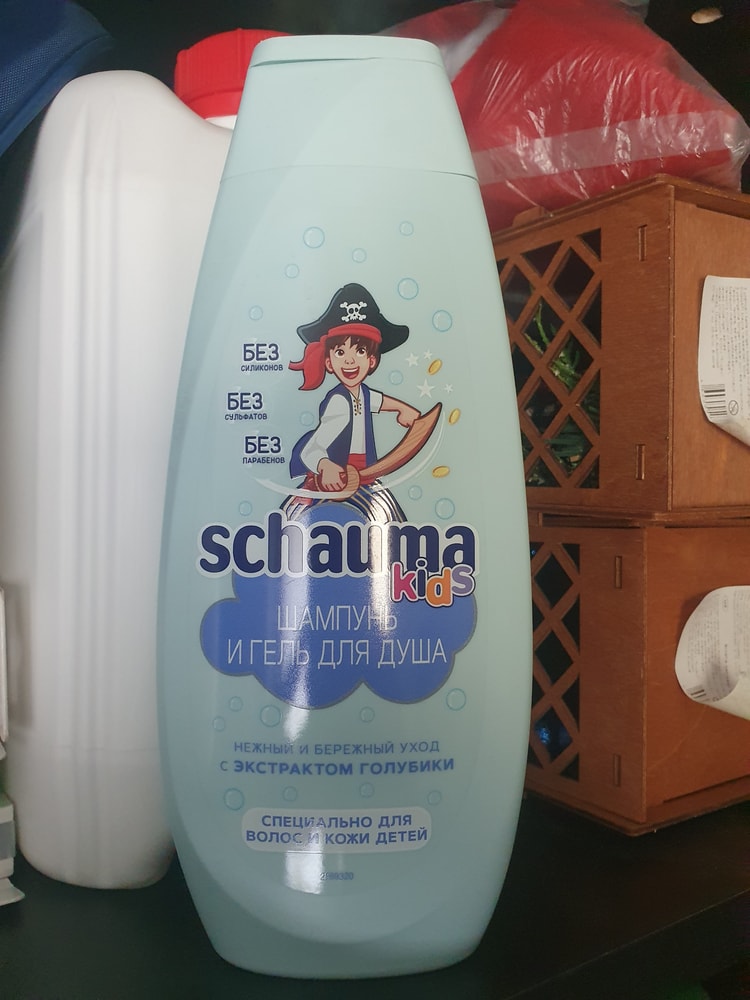 БЕЗ
СИЛИКОНОВ
БЕЗ
СУЛЬФАТОВ
БЕЗ
ПАРАБЕНОВ
schauma
kids
ШАМПУНЬ
И ГЕЛЬ ДЛЯ ДУША
НЕЖНЫЙ И БЕРЕЖНЫЙ УХОД
С ЭКСТРАКТОМ ГОЛУБИКИ
СПЕЦИАЛЬНО ДЛЯ
ВОЛОС И КОЖИ ДЕТЕЙ